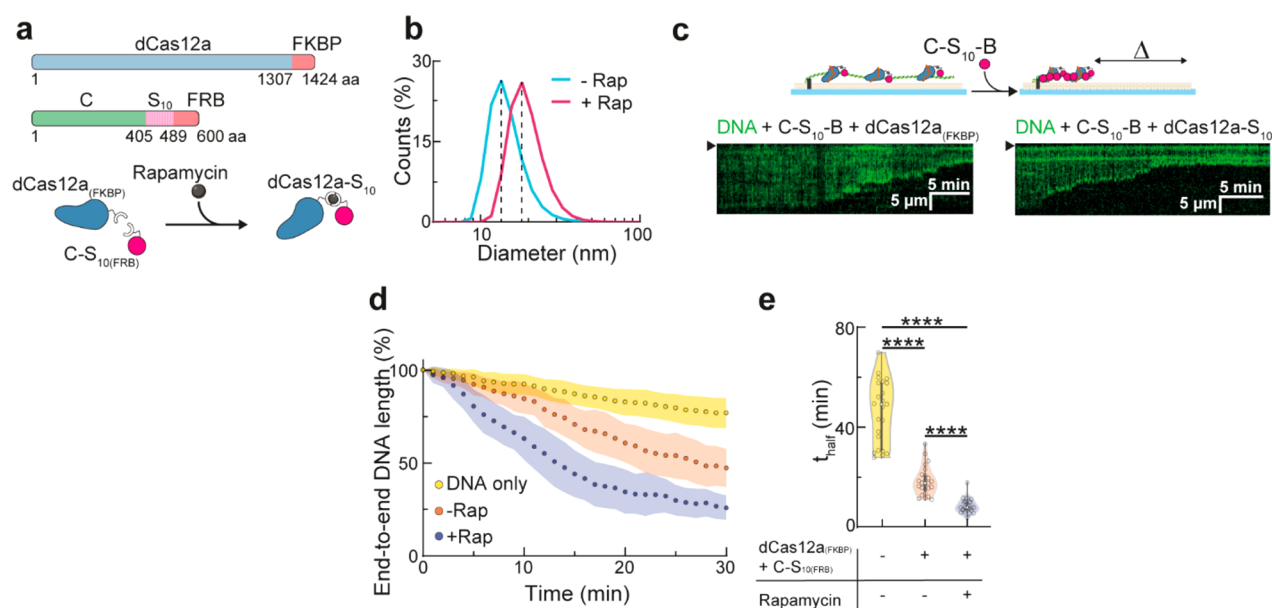 a
dCas12a FKBP
1 1307 1424 aa
C S10 FRB
1 405 489 600 aa
Rapamycin
dCas12a(FKBP) dCas12a-S10
C-S10(FRB)
b
30
15
0
Counts (%)
- Rap
+ Rap
10 100
Diameter (nm)
c
C-S10-B
Δ
DNA + C-S10-B + dCas12a(FKBP)
5 min
5 μm
DNA + C-S10-B + dCas12a-S10
5 min
5 μm
d
End-to-end DNA length (%)
100
50
0
DNA only
-Rap
+Rap
0 10 20 30
Time (min)
e
t half (min)
80
40
0
****
****
****
dCas12a(FKBP) - + +
+ C-S10(FRB)
Rapamycin - - +